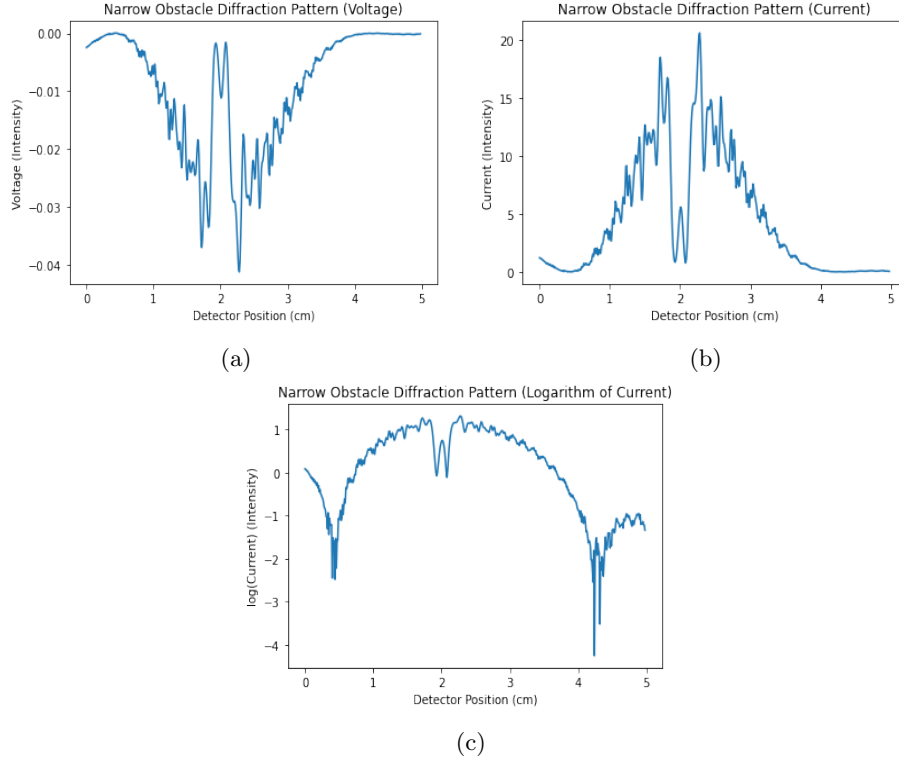 Narrow Obstacle Diffraction Pattern (Voltage)
0.00
−0.01
−0.02
−0.03
−0.04
Voltage (Intensity)
0 1 2 3 4 5
Detector Position (cm)
(a)
Narrow Obstacle Diffraction Pattern (Current)
20
15
10
5
0
Current (Intensity)
0 1 2 3 4 5
Detector Position (cm)
(b)
Narrow Obstacle Diffraction Pattern (Logarithm of Current)
1
0
−1
−2
−3
−4
log(Current) (Intensity)
0 1 2 3 4 5
Detector Position (cm)
(c)